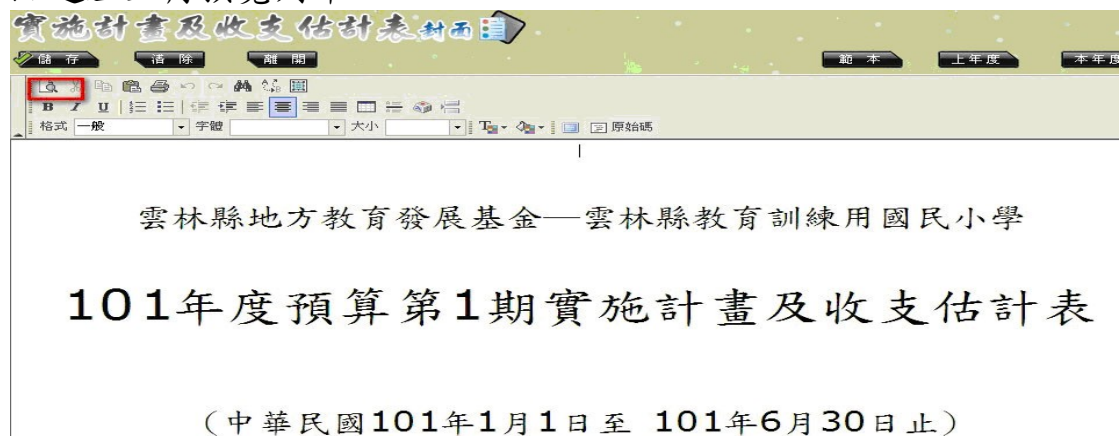 實施計畫及收支估計表封面
儲存 清除 離開 範本 上年度 本年度
B I U
格式 一般 字體 大小 原始碼
雲林縣地方教育發展基金—雲林縣教育訓練用國民小學
101年度預算第1期實施計畫及收支估計表
(中華民國101年1月1日至 101年6月30日止)